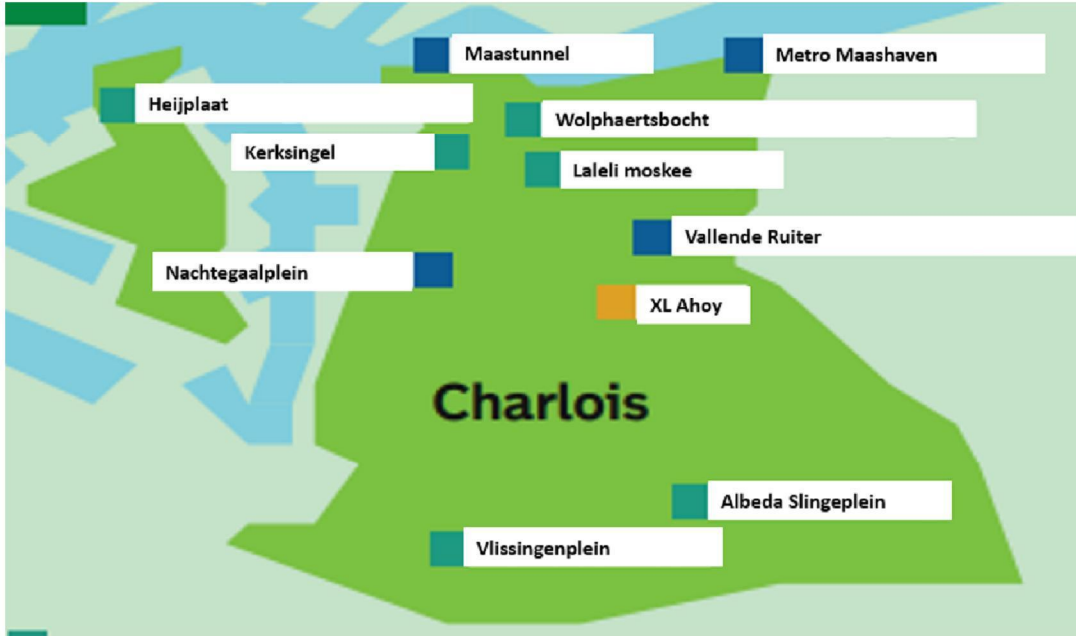 Maastunnel
Metro Maashaven
Heijplaat
Wolphaertsbocht
Kerksingel
Laleli moskee
Vallende Ruiter
Nachtegaalplein
XL Ahoy
Charlois
Albeda Slingeplein
Vlissingenplein